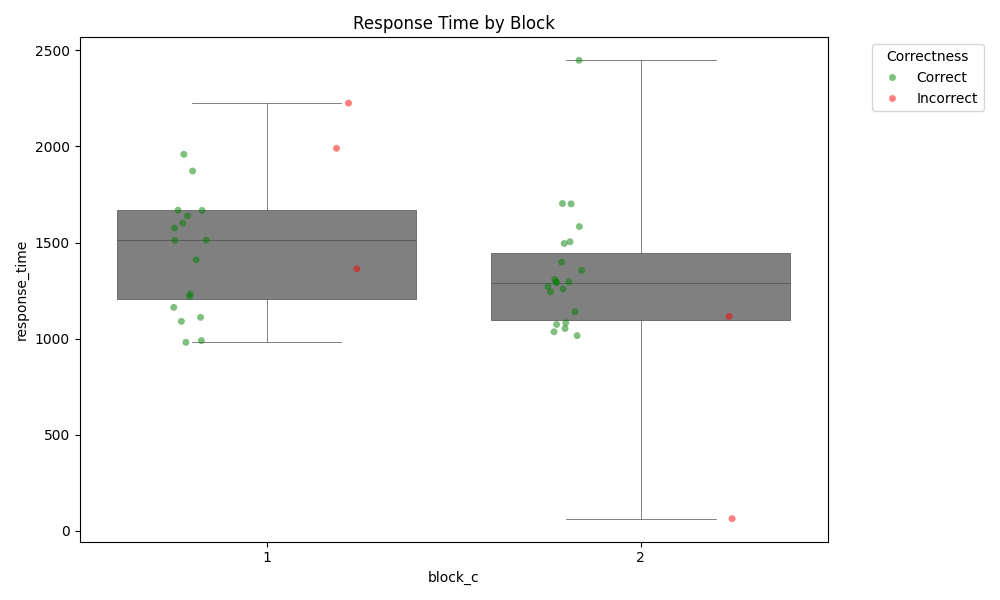 Response Time by Block
Correctness
Correct
Incorrect
response_time
2500
2000
1500
1000
500
0
1
2
block_c